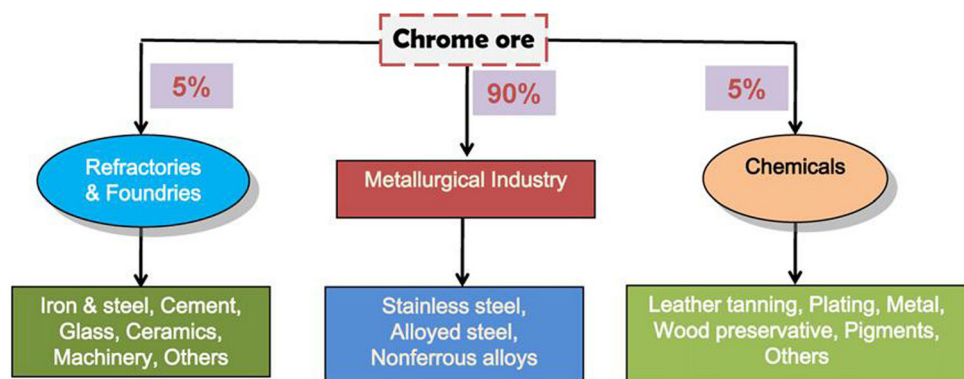 Chrome ore
5%
90%
5%
Refractories
& Foundries
Metallurgical Industry
Chemicals
Iron & steel, Cement,
Glass, Ceramics,
Machinery, Others
Stainless steel,
Alloyed steel,
Nonferrous alloys
Leather tanning, Plating, Metal,
Wood preservative, Pigments,
Others